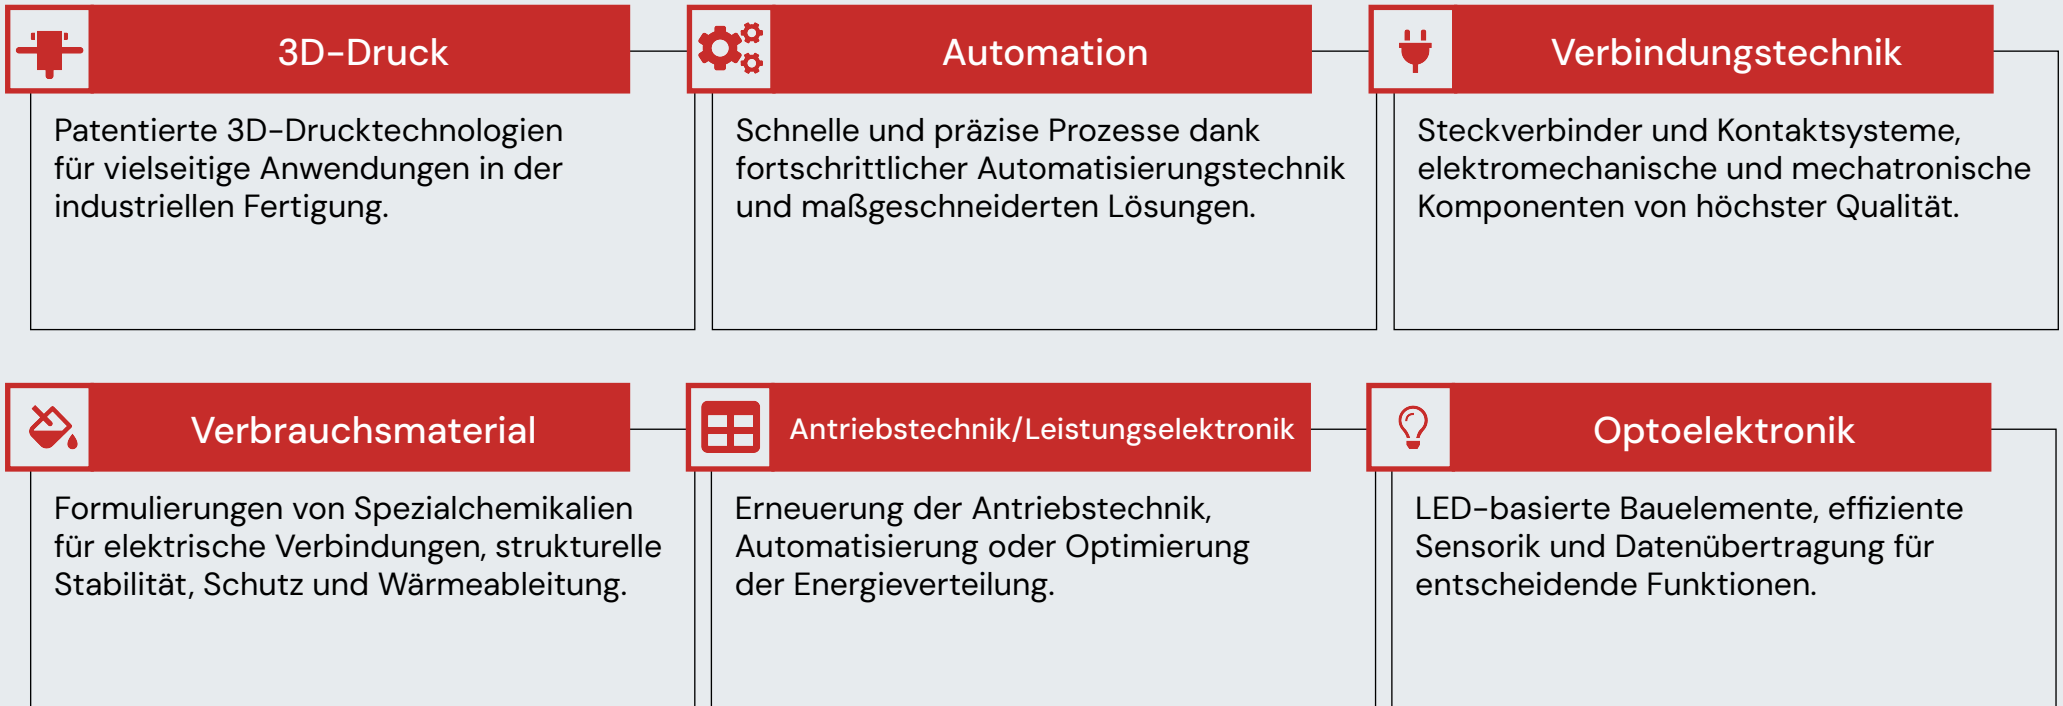 3D-Druck
Patentierte 3D-Drucktechnologien
für vielseitige Anwendungen in der
industriellen Fertigung.
Automation
Schnelle und präzise Prozesse dank
fortschrittlicher Automatisierungstechnik
und maßgeschneiderten Lösungen.
Verbindungstechnik
Steckverbinder und Kontaktsysteme,
elektromechanische und mechatronische
Komponenten von höchster Qualität.
Verbrauchsmaterial
Formulierungen von Spezialchemikalien
für elektrische Verbindungen, strukturelle
Stabilität, Schutz und Wärmeableitung.
Antriebstechnik/Leistungselektronik
Erneuerung der Antriebstechnik,
Automatisierung oder Optimierung
der Energieverteilung.
Optoelektronik
LED-basierte Bauelemente, effiziente
Sensorik und Datenübertragung für
entscheidende Funktionen.